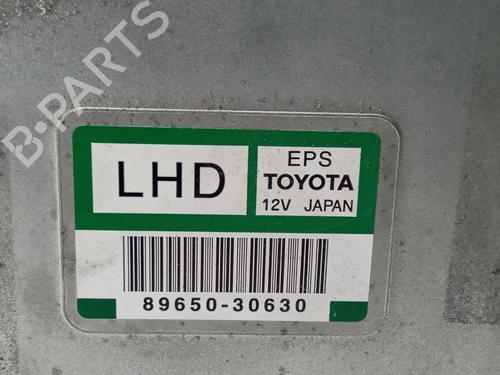 B-PARTS
LHD
EPS
TOYOTA
12V JAPAN
89650-30630